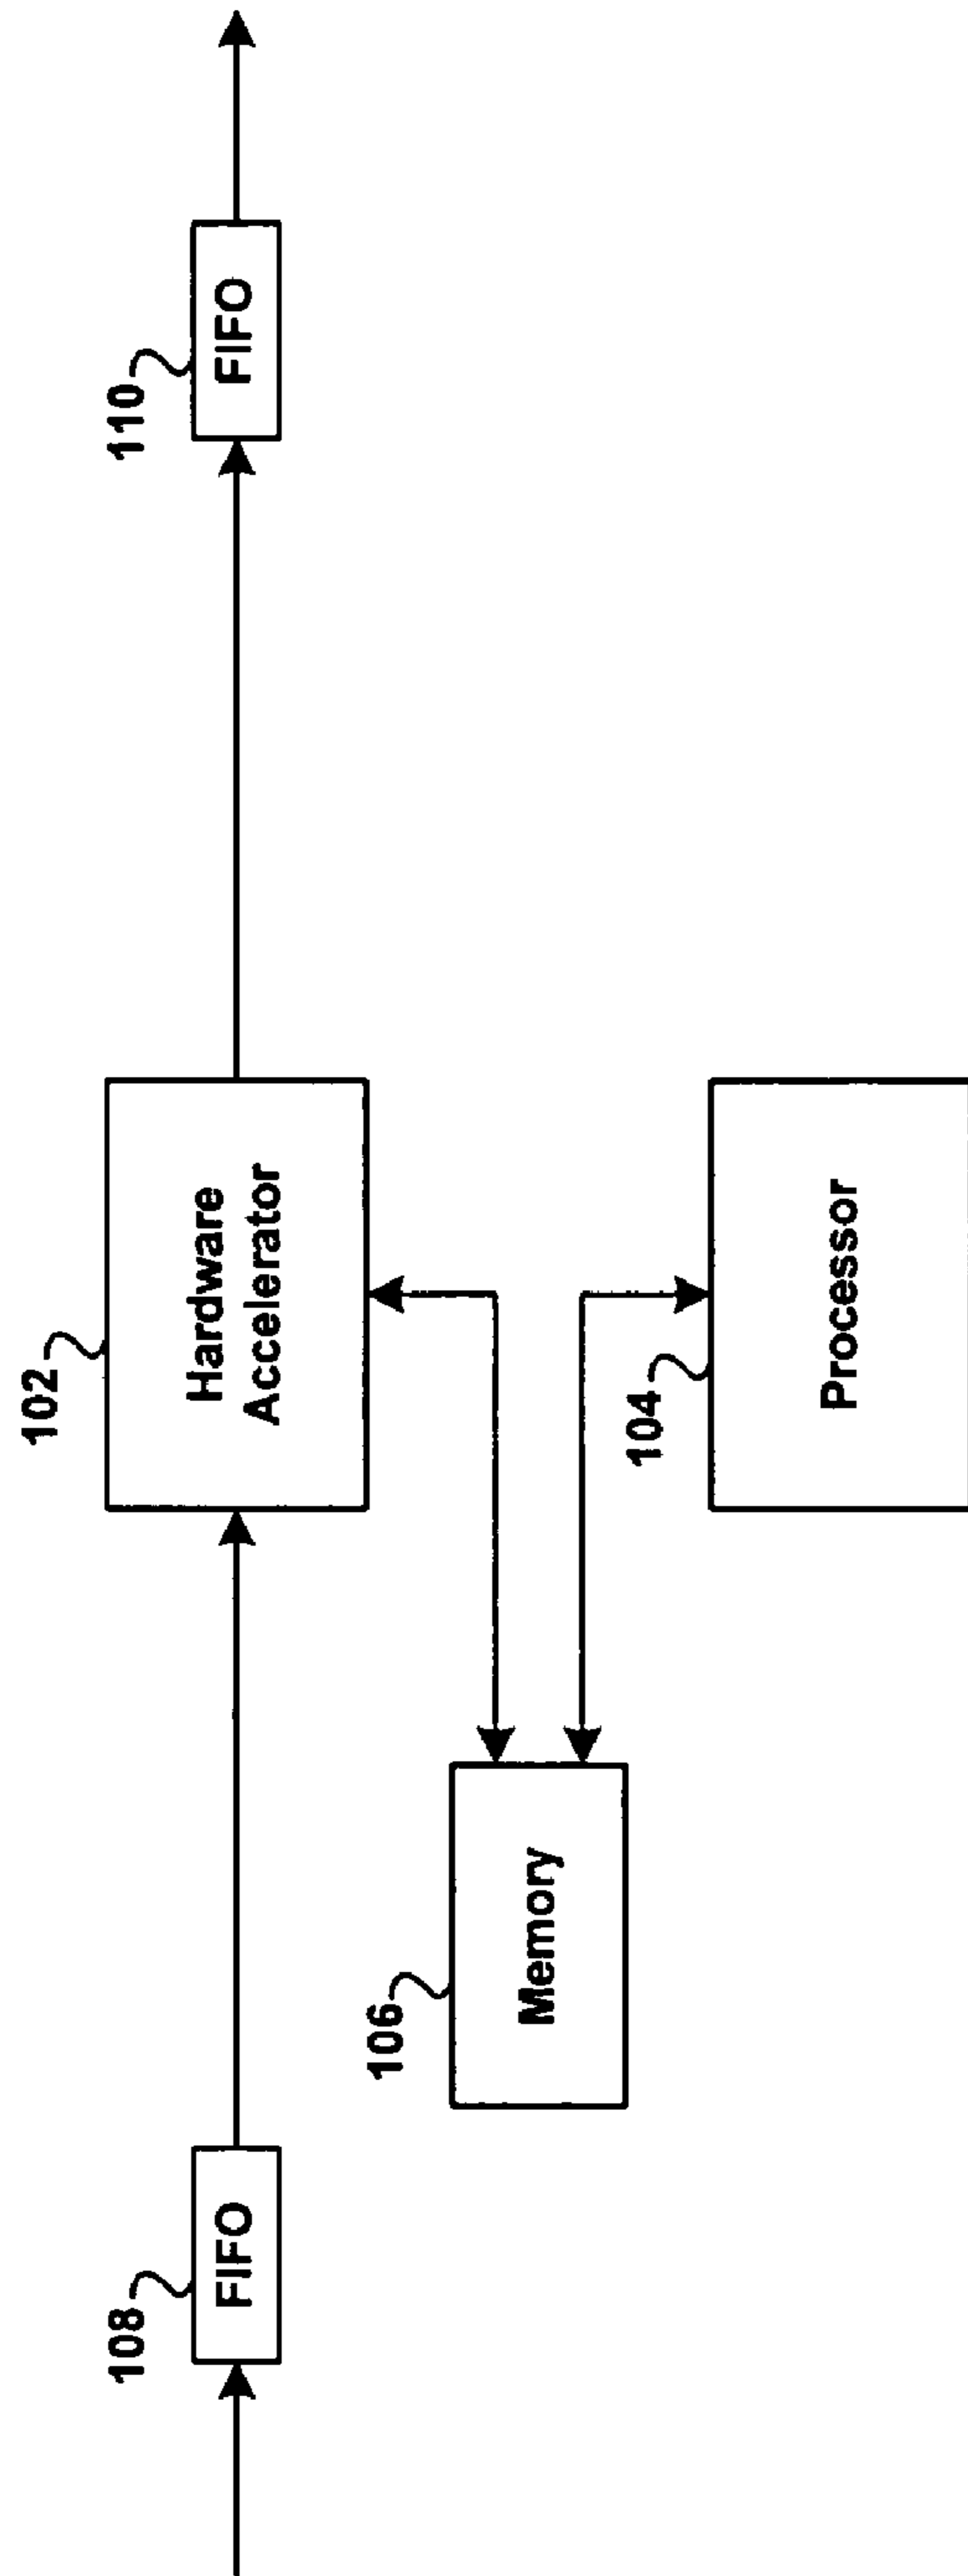 102
Hardware
Accelerator
108
FIFO
110
FIFO
106
Memory
104
Processor